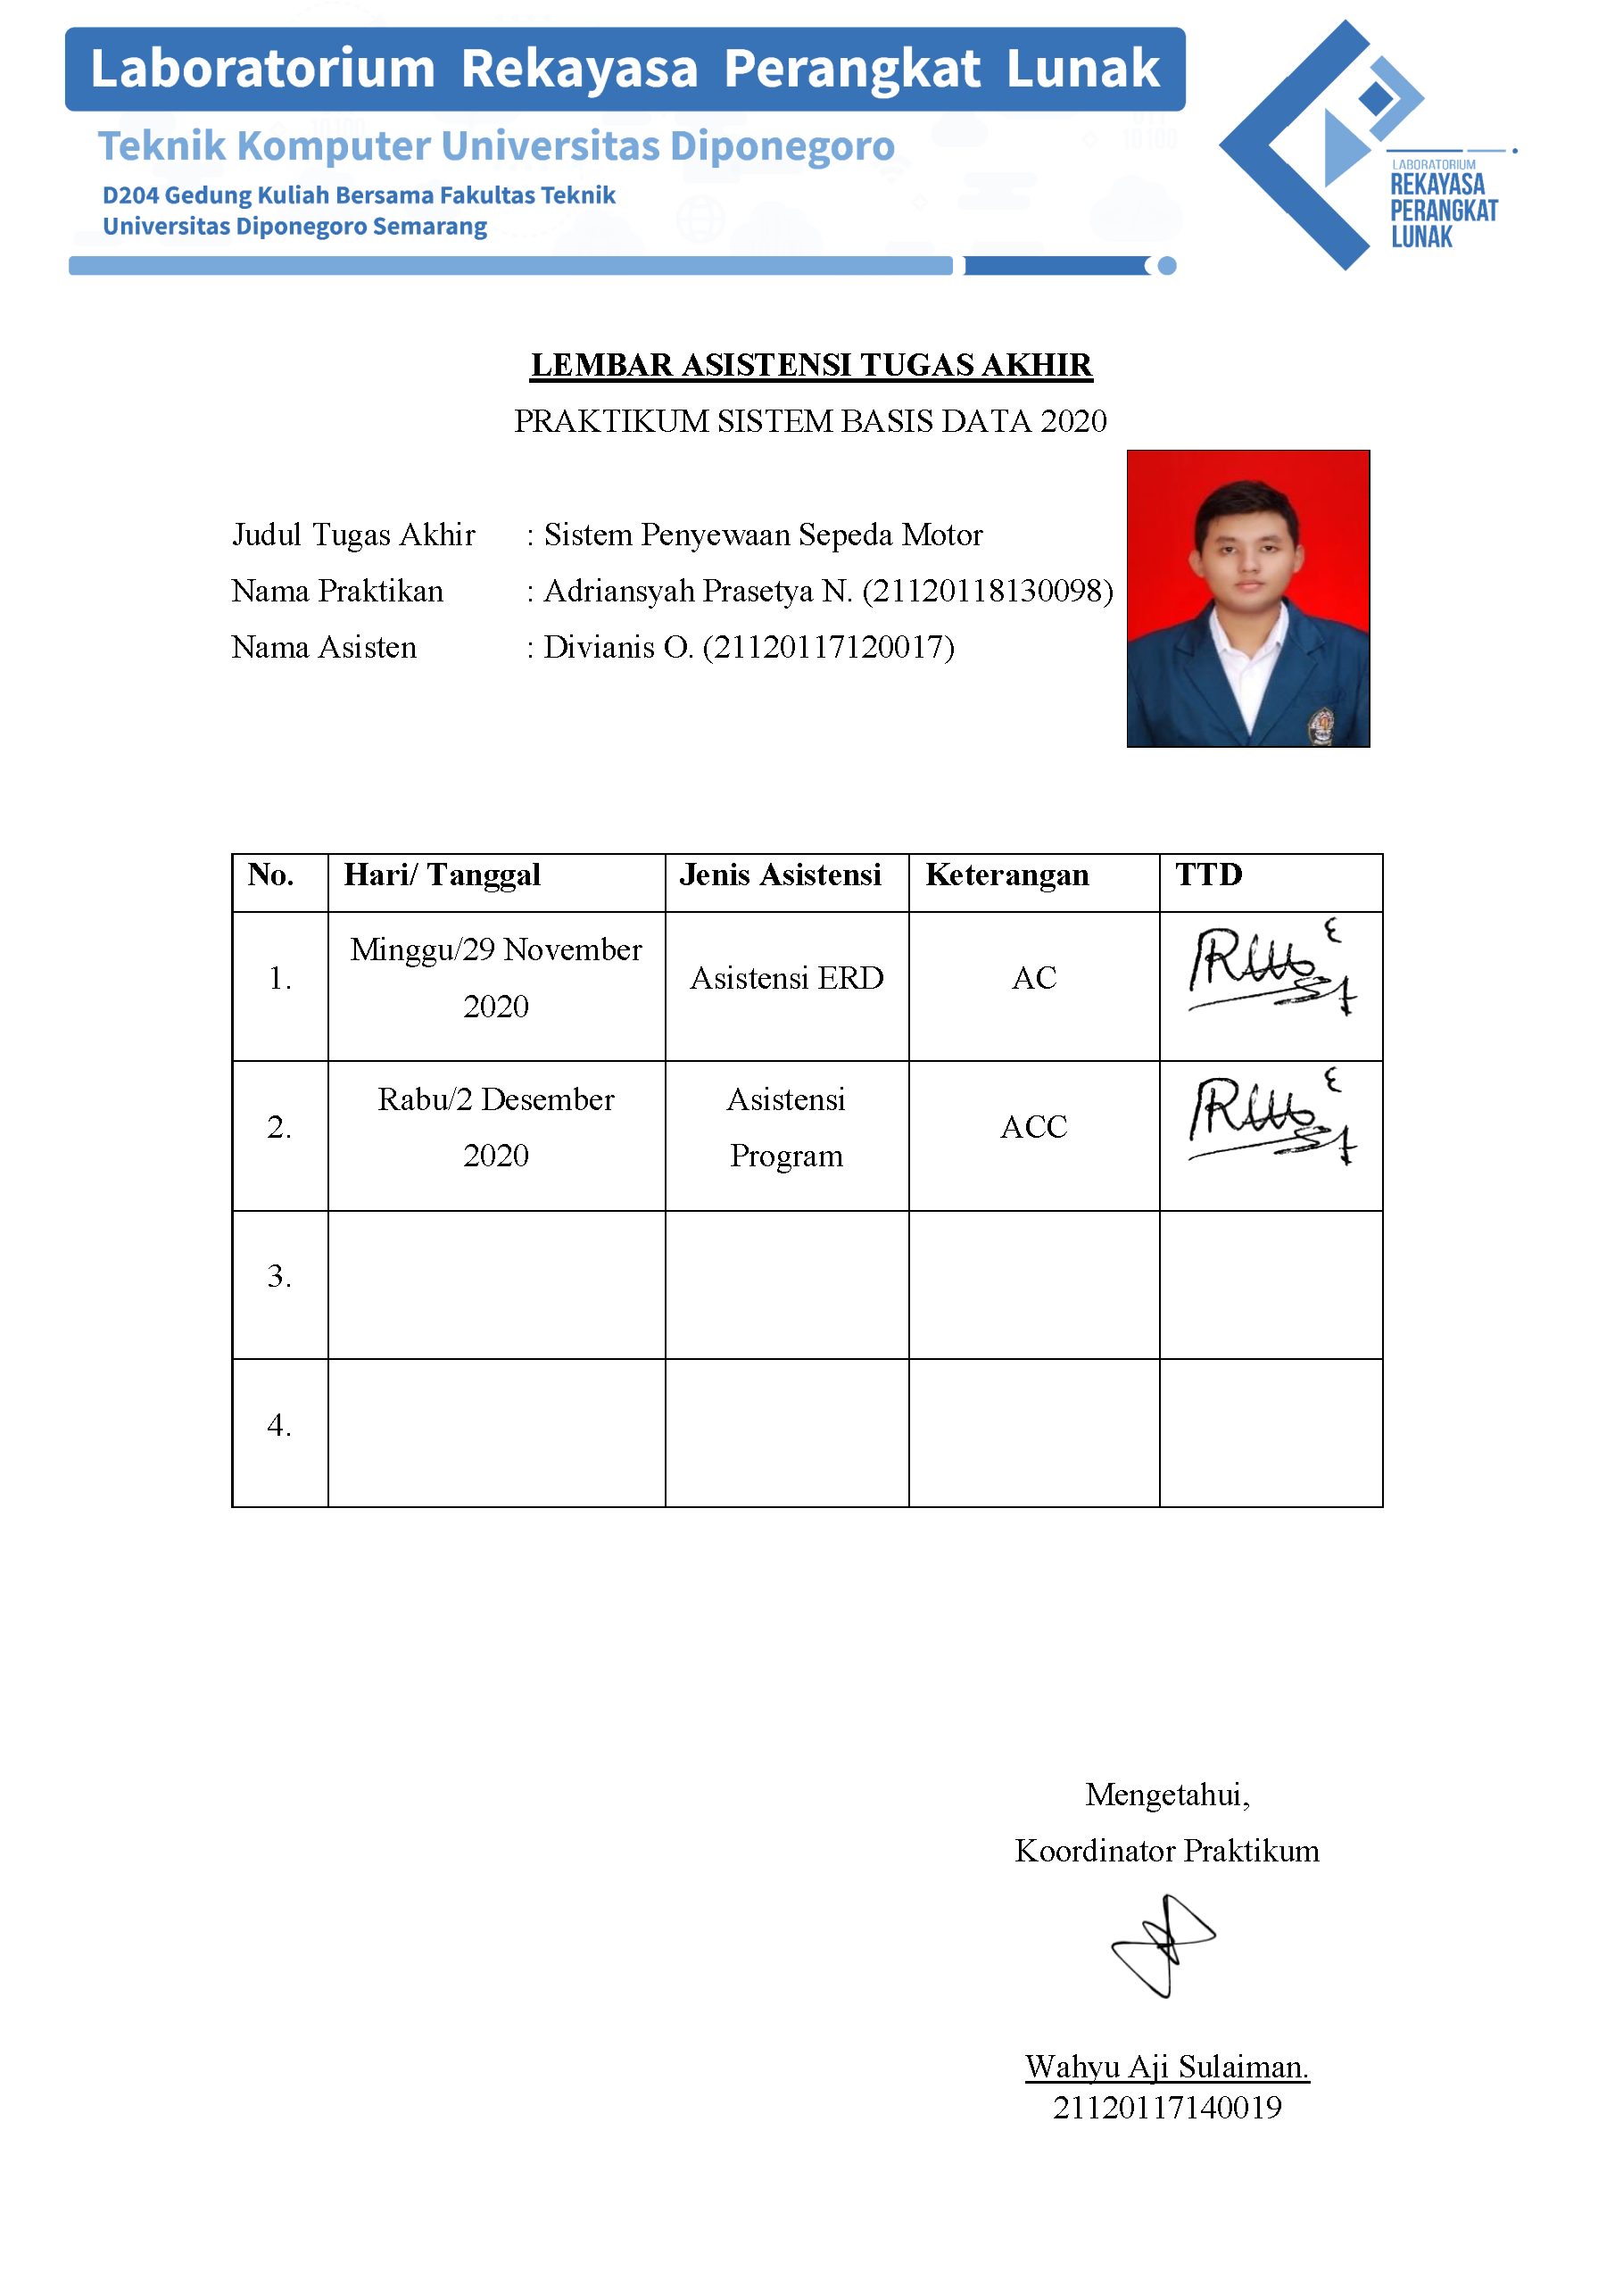 Laboratorium Rekayasa Perangkat Lunak
Teknik Komputer Universitas Diponegoro
D204 Gedung Kuliah Bersama Fakultas Teknik
Universitas Diponegoro Semarang
LABORATORIUM
REKAYASA
PERANGKAT
LUNAK
LEMBAR ASISTENSI TUGAS AKHIR
PRAKTIKUM SISTEM BASIS DATA 2020
Judul Tugas Akhir : Sistem Penyewaan Sepeda Motor
Nama Praktikan : Adriansyah Prasetya N. (21120118130098)
Nama Asisten : Divianis O. (21120117120017)
No. Hari/ Tanggal Jenis Asistensi Keterangan TTD
1. Minggu/29 November 2020 Asistensi ERD AC
2. Rabu/2 Desember 2020 Asistensi Program ACC
3.
4.
Mengetahui,
Koordinator Praktikum
Wahyu Aji Sulaiman.
21120117140019